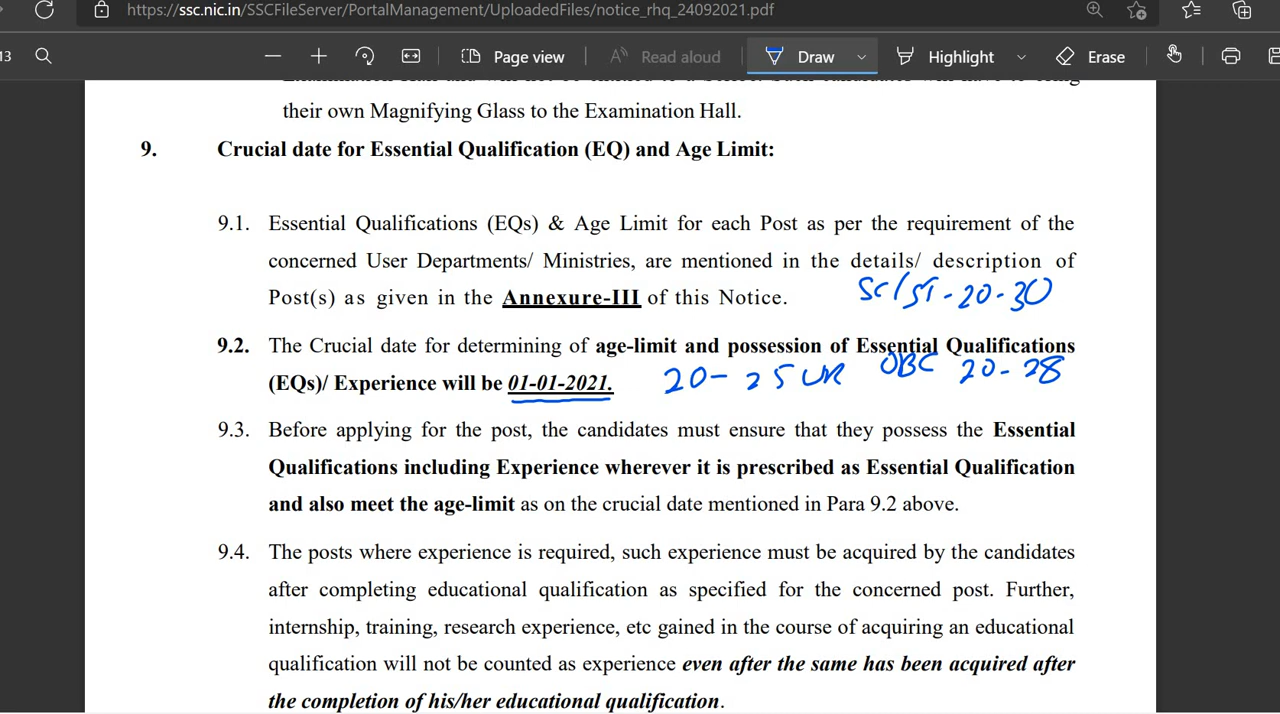 https://ssc.nic.in/SSCFileServer/PortalManagement/UploadedFiles/notice_rhq_24092021.pdf
13 Page view Read aloud Draw Highlight Erase
their own Magnifying Glass to the Examination Hall.
9. Crucial date for Essential Qualification (EQ) and Age Limit:
9.1. Essential Qualifications (EQs) & Age Limit for each Post as per the requirement of the
concerned User Departments/ Ministries, are mentioned in the details/ description of
Post(s) as given in the Annexure-III of this Notice. SC/ST-20-30
9.2. The Crucial date for determining of age-limit and possession of Essential Qualifications
(EQs)/ Experience will be 01-01-2021. 20-25 UR OBC 20-28
9.3. Before applying for the post, the candidates must ensure that they possess the Essential
Qualifications including Experience wherever it is prescribed as Essential Qualification
and also meet the age-limit as on the crucial date mentioned in Para 9.2 above.
9.4. The posts where experience is required, such experience must be acquired by the candidates
after completing educational qualification as specified for the concerned post. Further,
internship, training, research experience, etc gained in the course of acquiring an educational
qualification will not be counted as experience even after the same has been acquired after
the completion of his/her educational qualification.